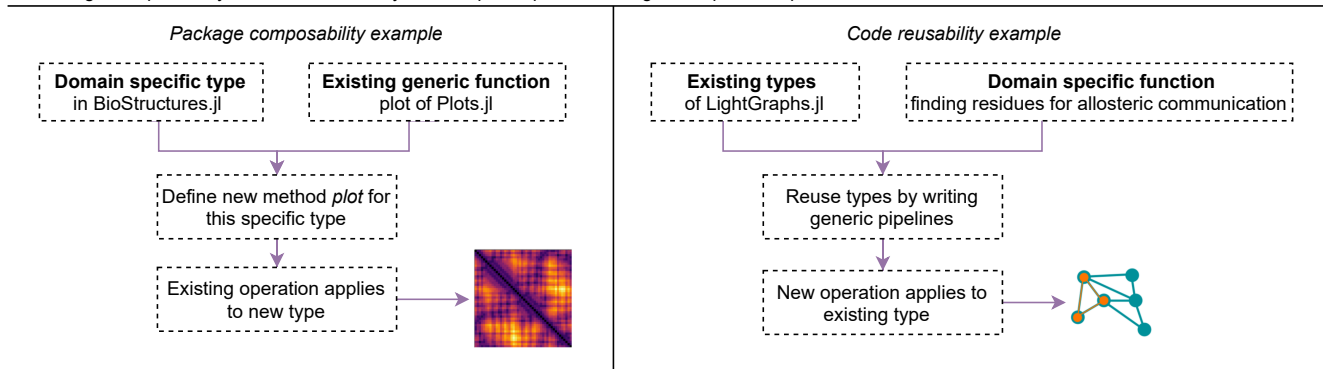 Package composability example
Domain specific type
in BioStructures.jl
Existing generic function
plot of Plots.jl
Define new method plot for
this specific type
Existing operation applies
to new type
Code reusability example
Existing types
of LightGraphs.jl
Domain specific function
finding residues for allosteric communication
Reuse types by writing
generic pipelines
New operation applies to
existing type